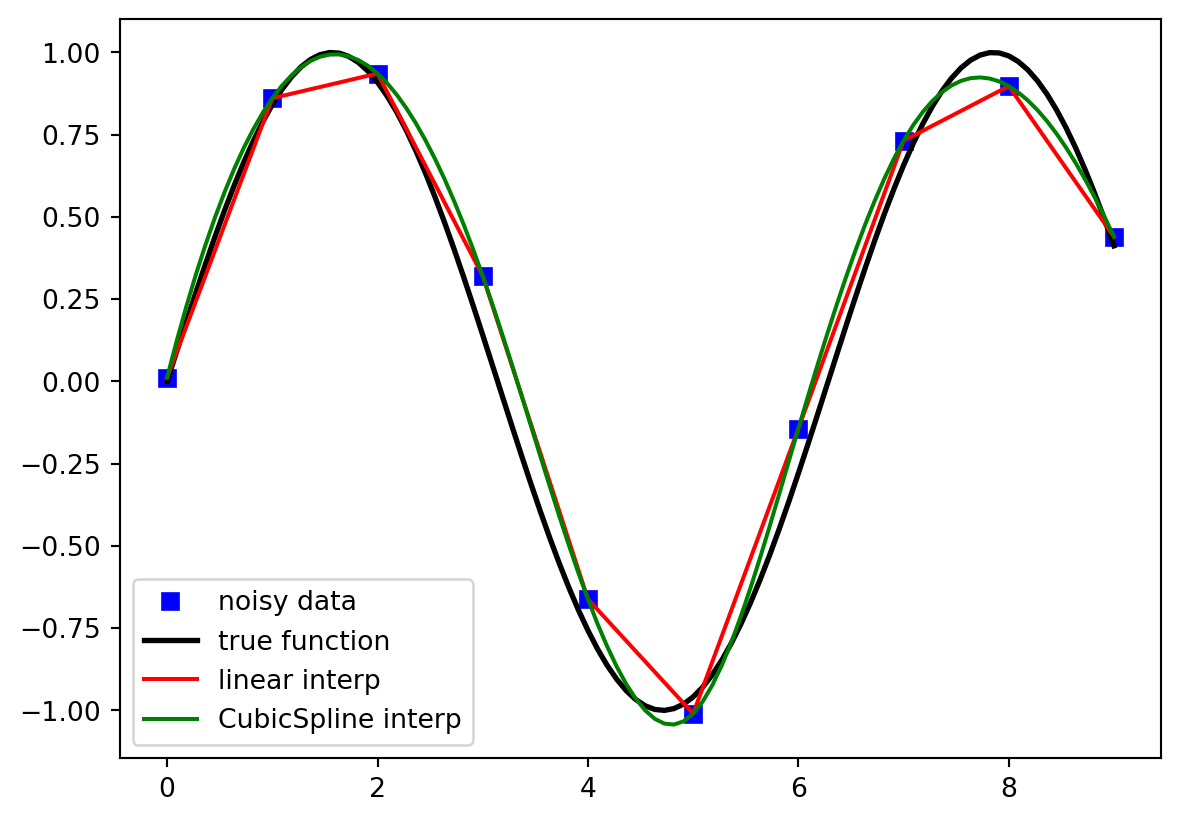 1.00
0.75
0.50
0.25
0.00
−0.25
−0.50
−0.75
−1.00
noisy data
true function
linear interp
CubicSpline interp
0 2 4 6 8